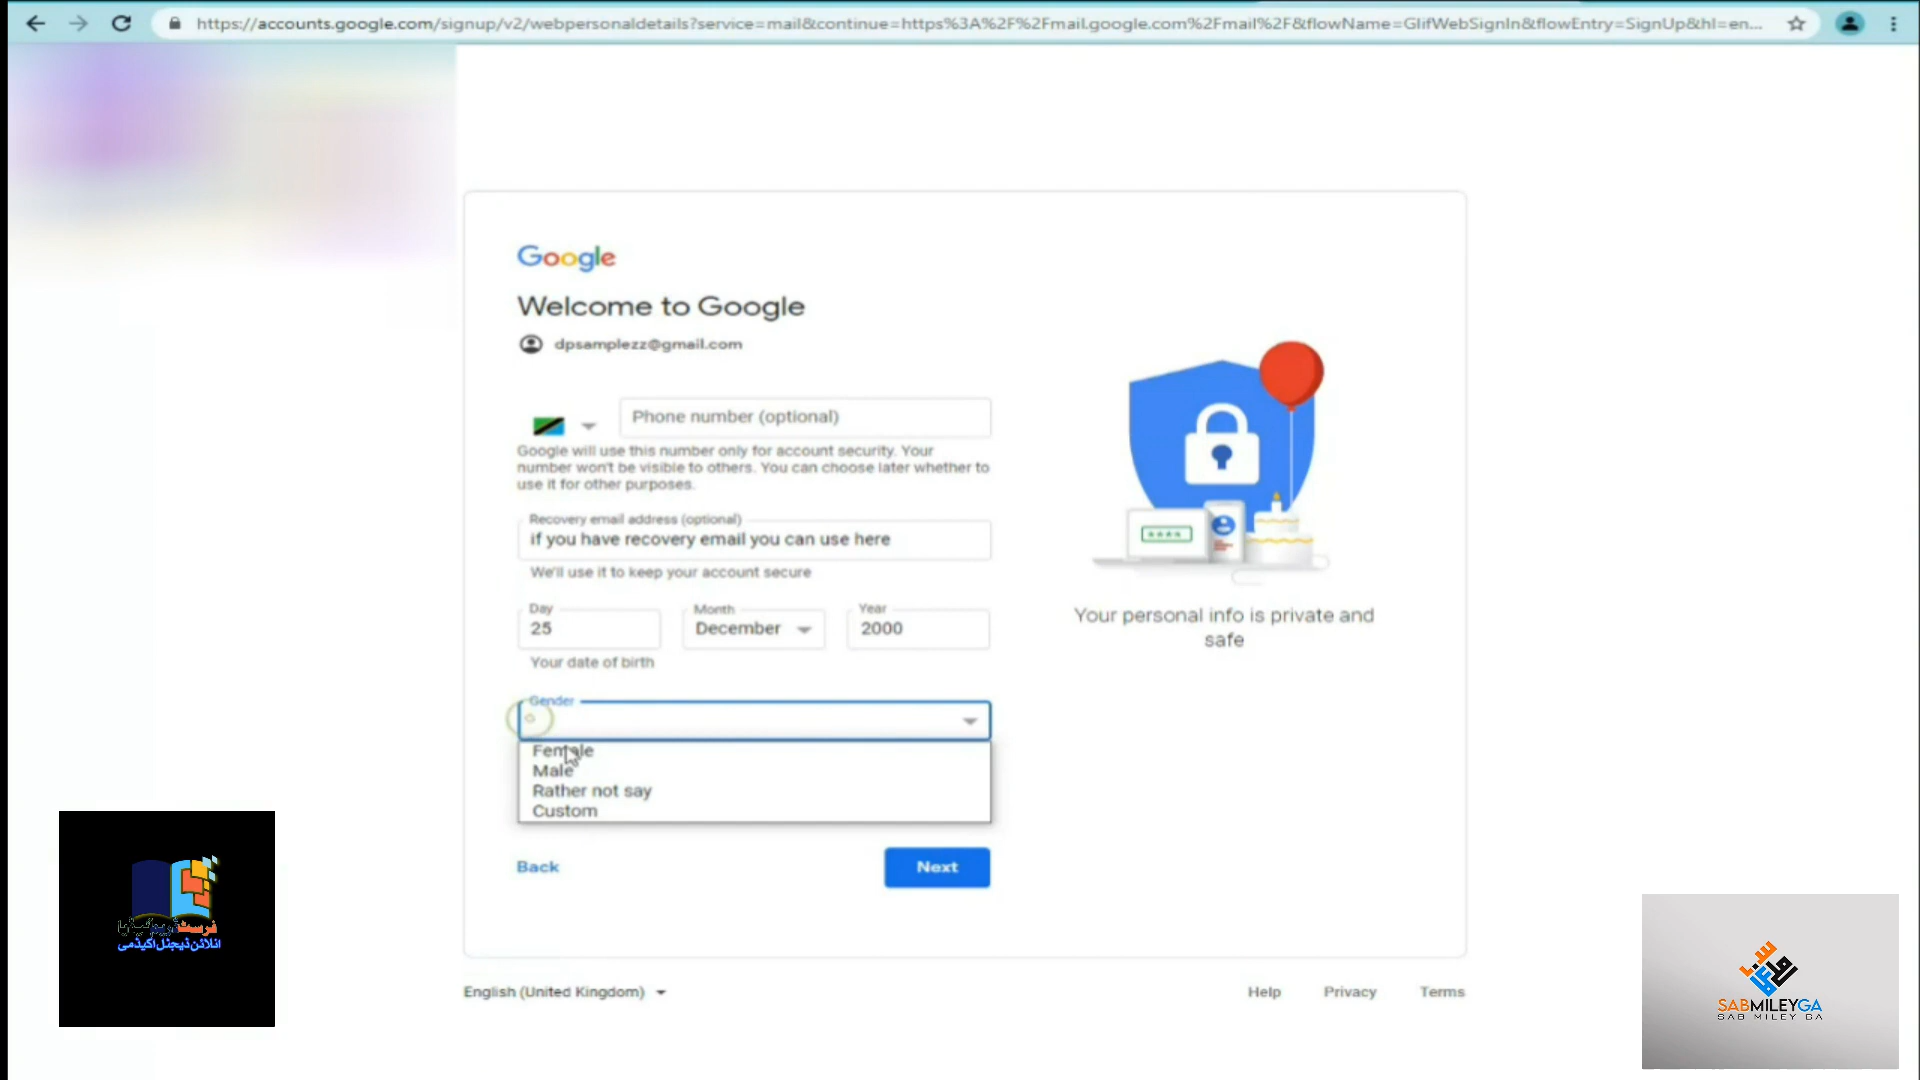 https://accounts.google.com/signup/v2/webpersonaldetails?service=mail&continue=https%3A%2F%2Fmail.google.com%2Fmail%2F&flowName=GlifWebSignIn&flowEntry=SignUp&hl=en...
Google
Welcome to Google
dpsamplezz@gmail.com
Phone number (optional)
Google will use this number only for account security. Your
number won't be visible to others. You can choose later whether to
use it for other purposes.
Recovery email address (optional)
if you have recovery email you can use here
We'll use it to keep your account secure
Day
Month
Year
25
December
2000
Your date of birth
Your personal info is private and
safe
Gender
Female
Male
Rather not say
Custom
Back
Next
English (United Kingdom)
Help
Privacy
Terms
انلائن ڈیجٹل اکیڈمی
SABMILEYGA
SAB MILEY GA